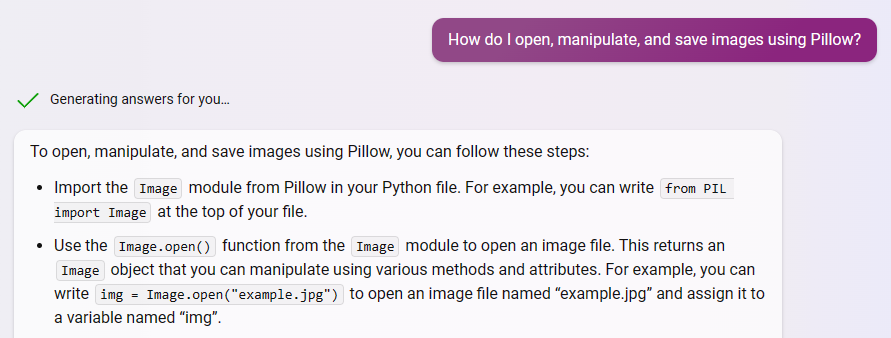 How do I open, manipulate, and save images using Pillow?
Generating answers for you...
To open, manipulate, and save images using Pillow, you can follow these steps:
• Import the Image module from Pillow in your Python file. For example, you can write from PIL
import Image at the top of your file.
• Use the Image.open() function from the Image module to open an image file. This returns an
Image object that you can manipulate using various methods and attributes. For example, you can
write img = Image.open("example.jpg") to open an image file named “example.jpg” and assign it to
a variable named “img”.